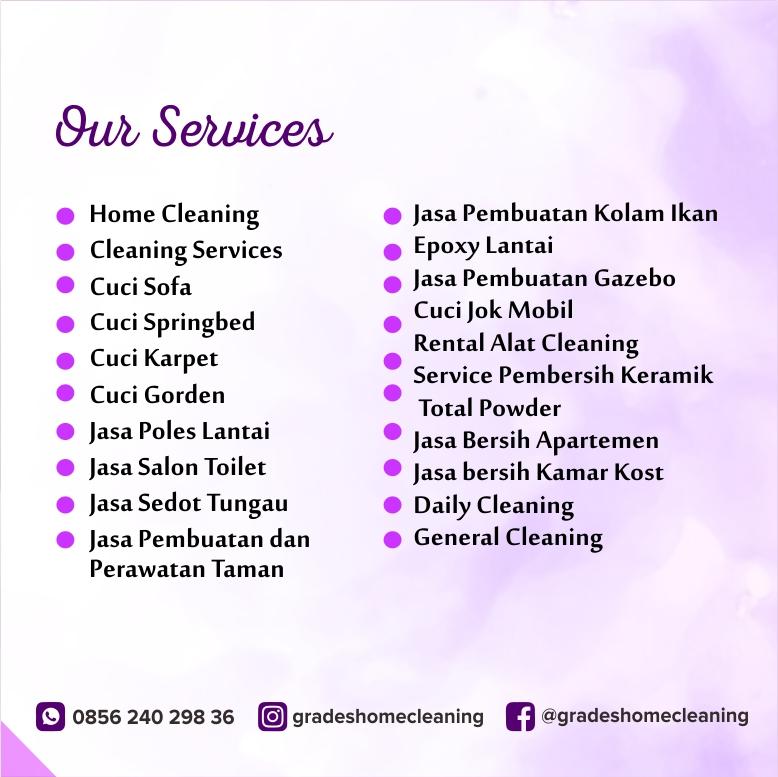 Our Services
Home Cleaning
Cleaning Services
Cuci Sofa
Cuci Springbed
Cuci Karpet
Cuci Gorden
Jasa Poles Lantai
Jasa Salon Toilet
Jasa Sedot Tungau
Jasa Pembuatan dan
Perawatan Taman
Jasa Pembuatan Kolam Ikan
Epoxy Lantai
Jasa Pembuatan Gazebo
Cuci Jok Mobil
Rental Alat Cleaning
Service Pembersih Keramik
Total Powder
Jasa Bersih Apartemen
Jasa bersih Kamar Kost
Daily Cleaning
General Cleaning
0856 240 298 36 gradeshomecleaning @gradeshomecleaning